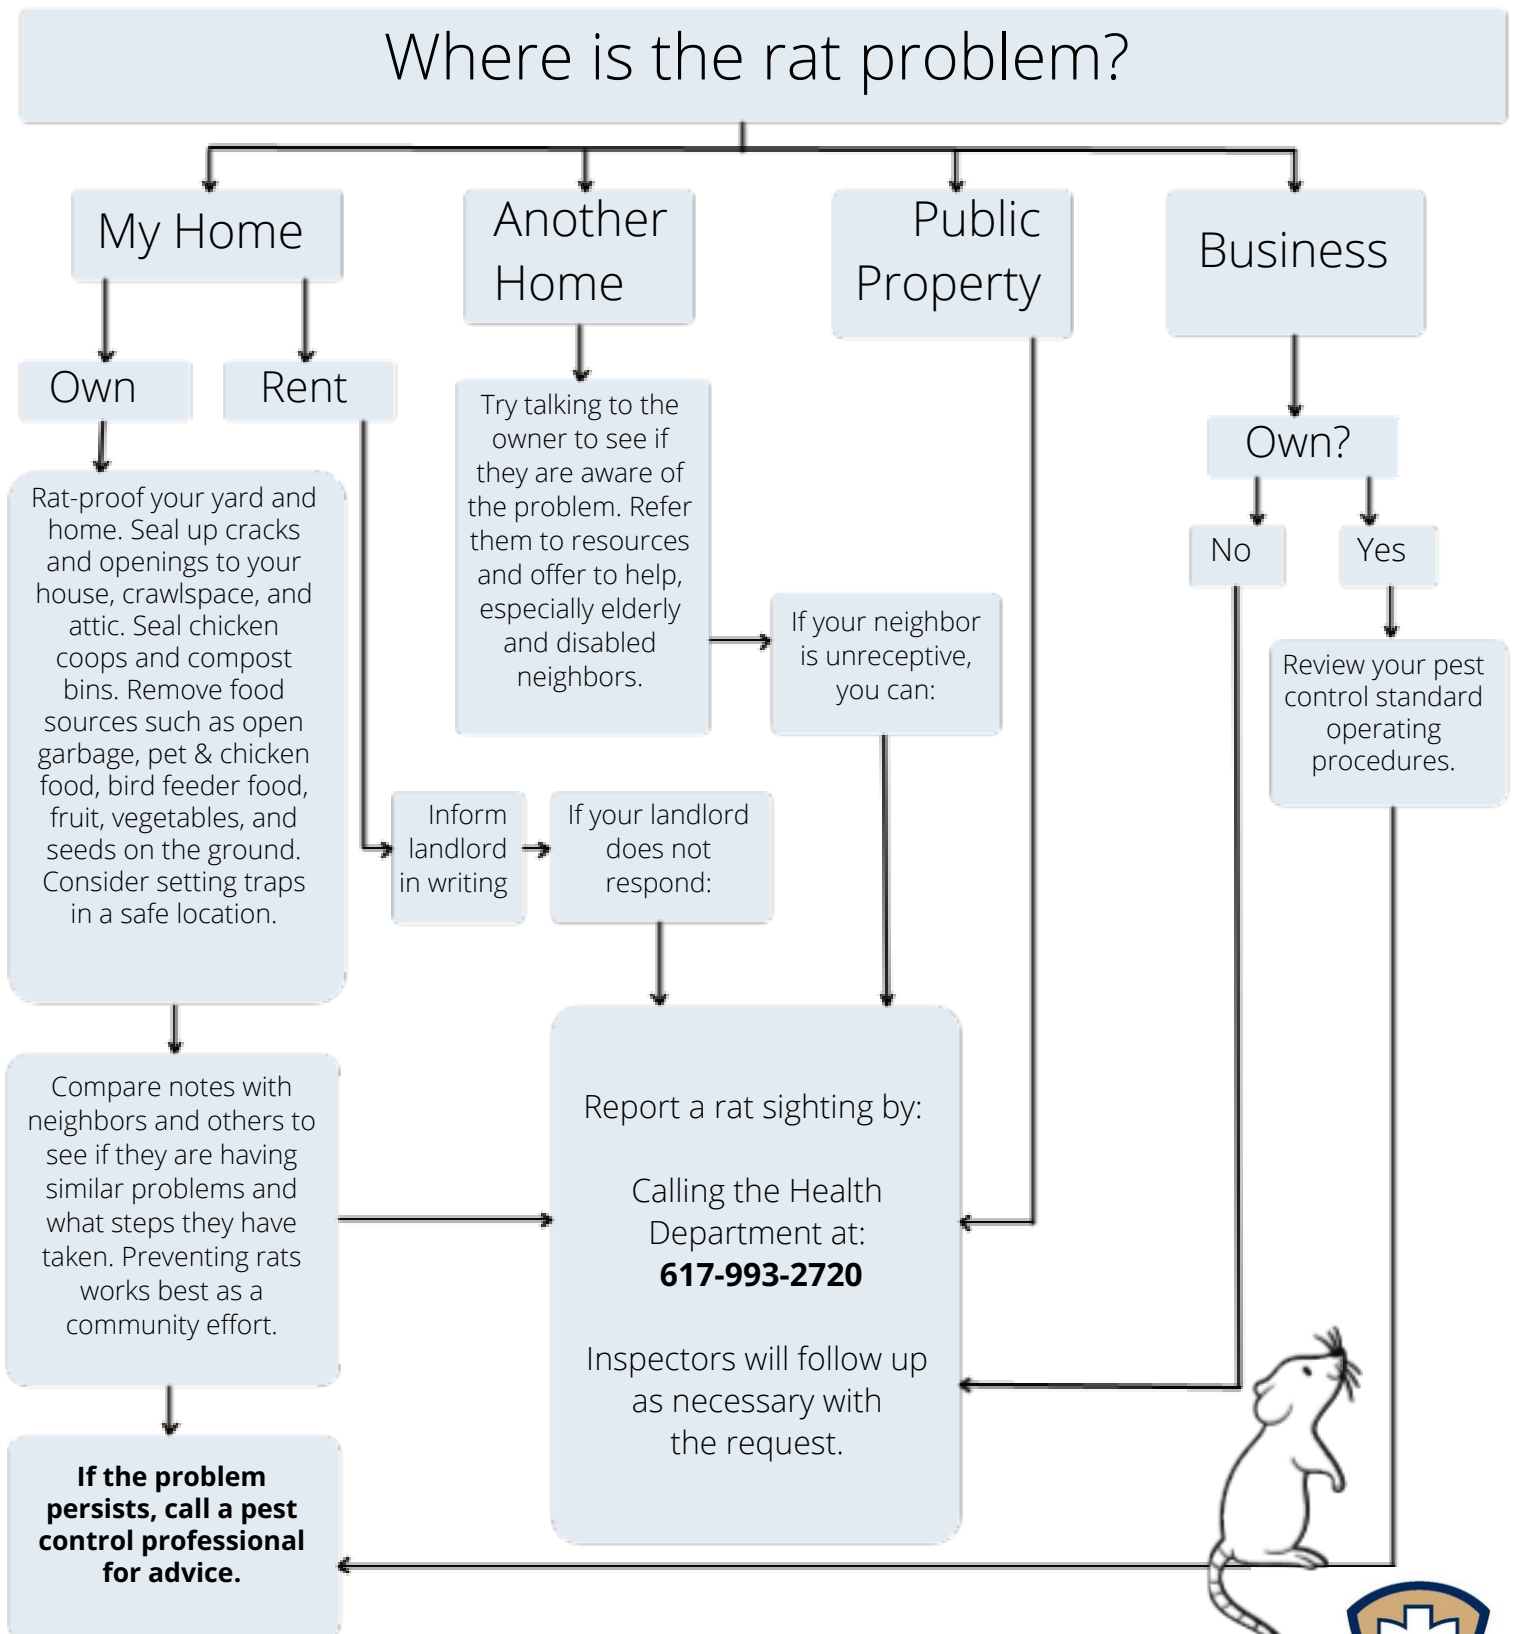 Where is the rat problem?
My Home
Another
Home
Public
Property
Business
Own
Rent
Own?
No
Yes
Rat-proof your yard and
home. Seal up cracks
and openings to your
house, crawlspace, and
attic. Seal chicken
coops and compost
bins. Remove food
sources such as open
garbage, pet & chicken
food, bird feeder food,
fruit, vegetables, and
seeds on the ground.
Consider setting traps
in a safe location.
Try talking to the
owner to see if
they are aware of
the problem. Refer
them to resources
and offer to help,
especially elderly
and disabled
neighbors.
If your neighbor
is unreceptive,
you can:
Review your pest
control standard
operating
procedures.
Inform
landlord
in writing
If your landlord
does not
respond:
Compare notes with
neighbors and others to
see if they are having
similar problems and
what steps they have
taken. Preventing rats
works best as a
community effort.
Report a rat sighting by:
Calling the Health
Department at:
617-993-2720
Inspectors will follow up
as necessary with
the request.
If the problem
persists, call a pest
control professional
for advice.